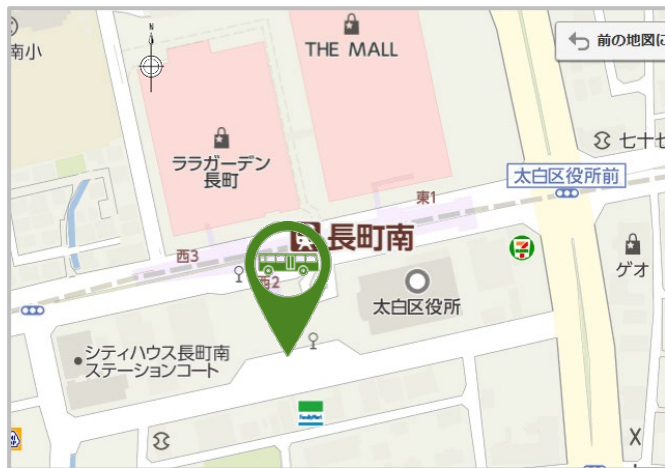 N
南小
THE MALL
前の地図に
七十七
ララガーデン
長町
太白区役所前
東1
長町南
西3
西2
ゲオ
太白区役所
シティハウス長町南
ステーションコート
FamilyMart